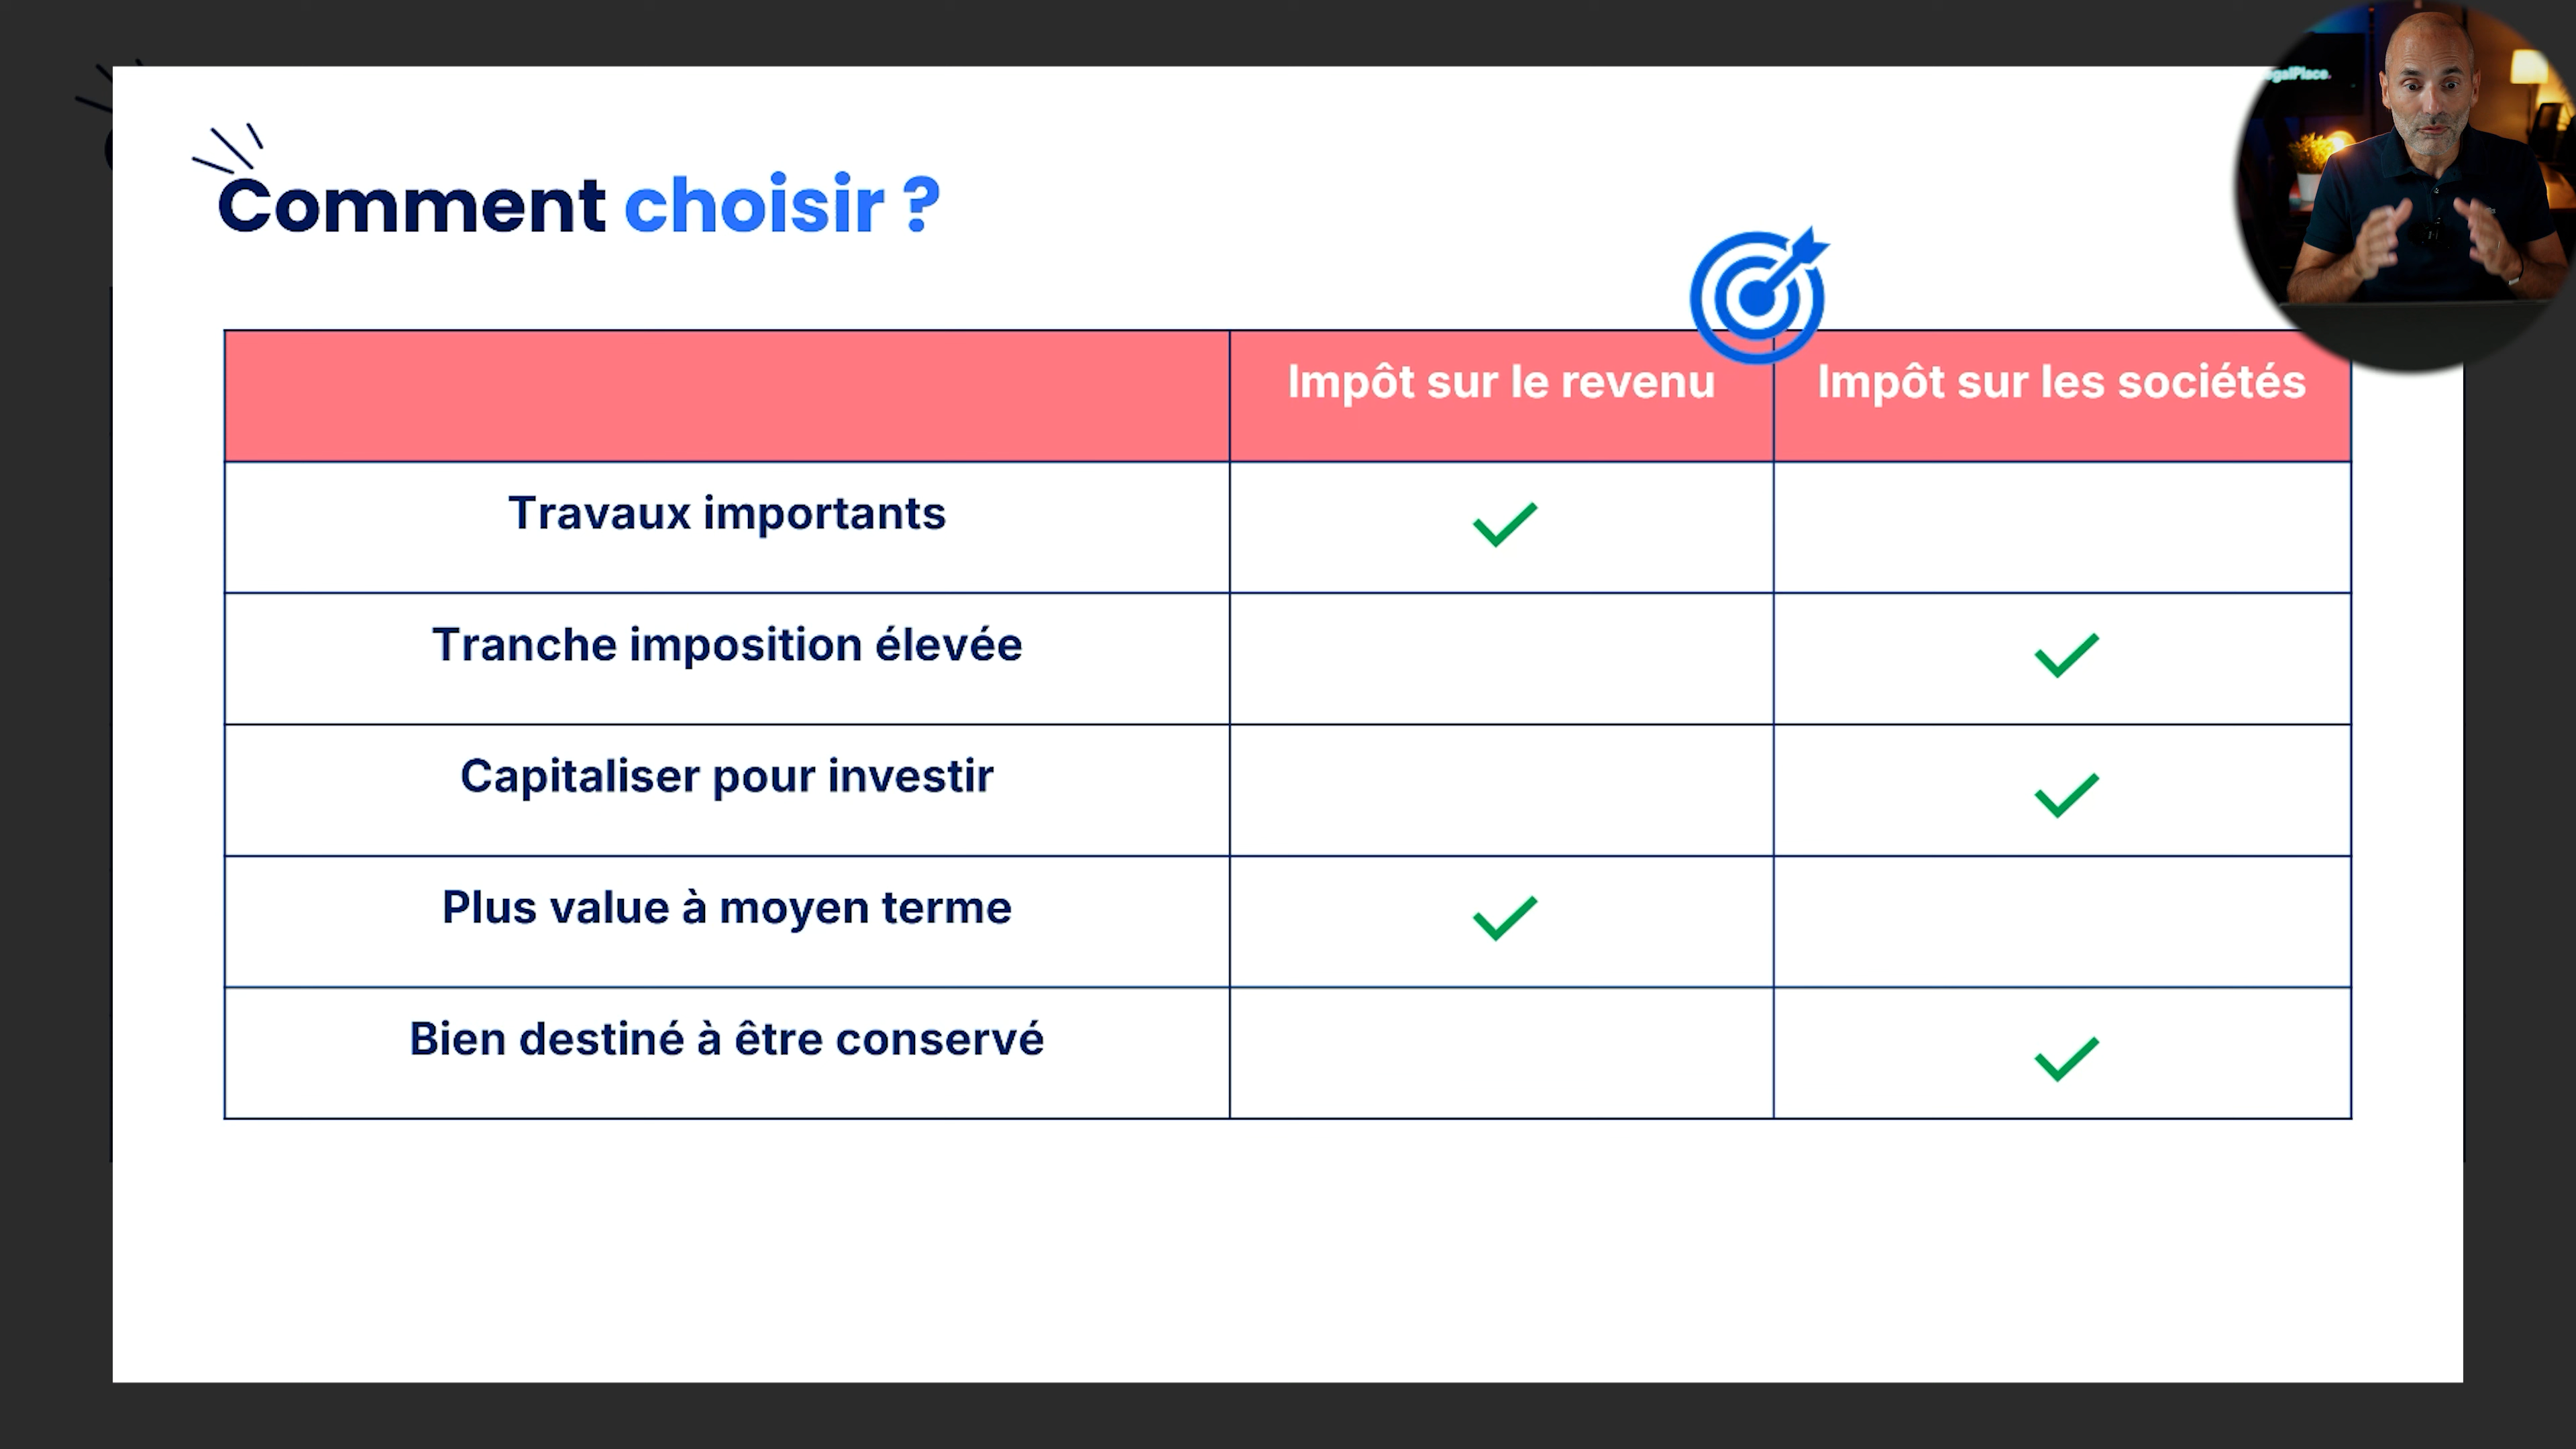 Comment choisir ?
Impôt sur le revenu
Impôt sur les sociétés
Travaux importants
Tranche imposition élevée
Capitaliser pour investir
Plus value à moyen terme
Bien destiné à être conservé